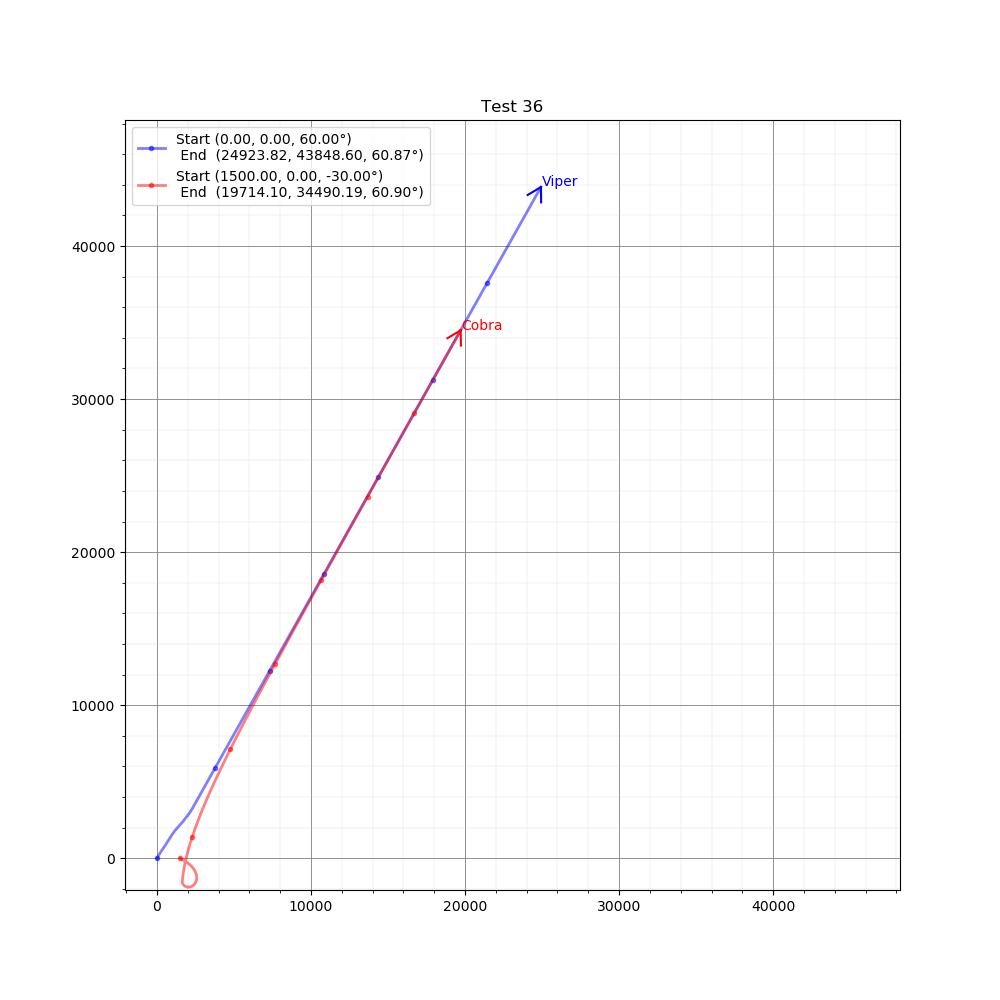 Test 36
Start (0.00, 0.00, 60.00°)
End (24923.82, 43848.60, 60.87°)
Start (1500.00, 0.00, -30.00°)
End (19714.10, 34490.19, 60.90°)
Viper
Cobra
40000
30000
20000
10000
0
0 10000 20000 30000 40000